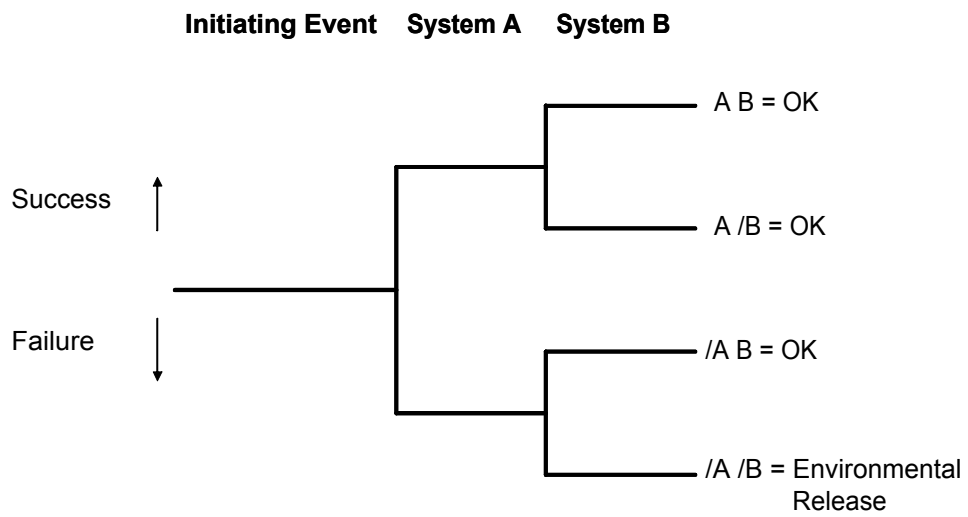 Initiating Event System A System B
A B = OK
Success
A /B = OK
Failure
/A B = OK
/A /B = Environmental
Release